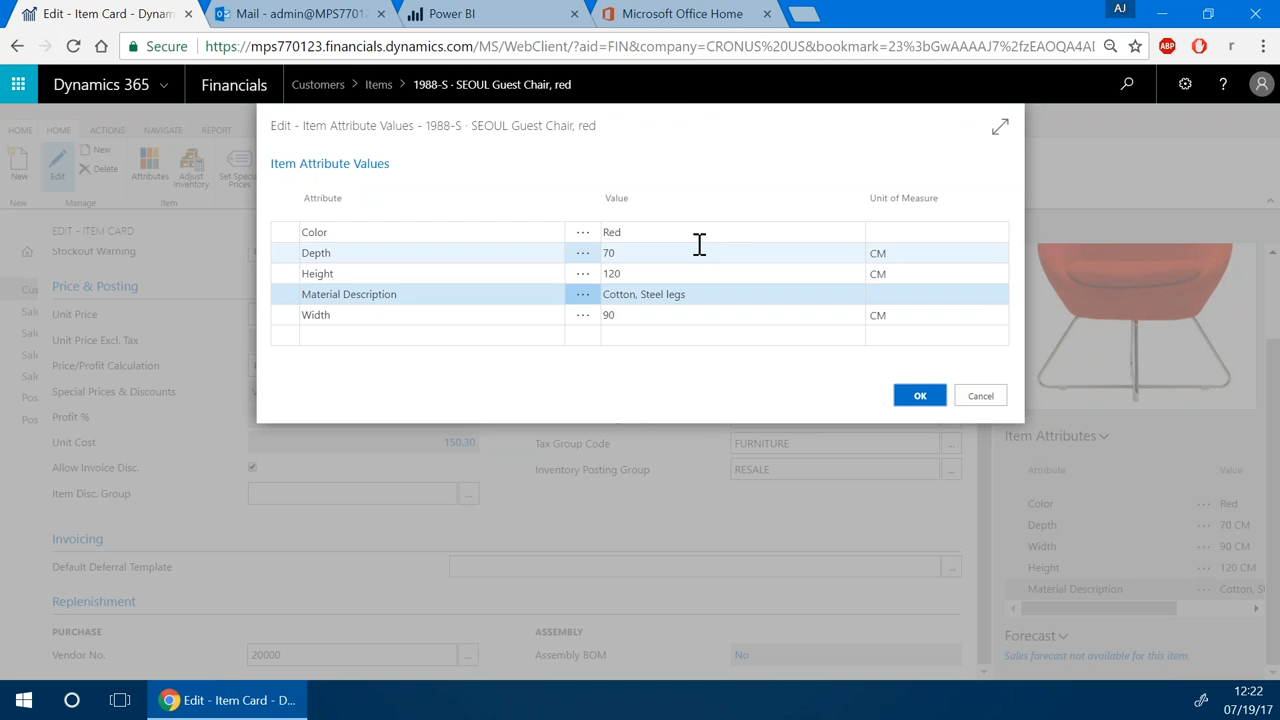 Edit - Item Card - Dynam
Mail - admin@MPS7701
Power BI
Microsoft Office Home
AJ
Secure
https://mps770123.financials.dynamics.com/MS/WebClient/?aid=FIN&company=CRONUS%20US&bookmark=23%3bGwAAAAJ7%2fzEAOQA4AI
ABP
r
Dynamics 365
Financials
Customers > Items > 1988-S · SEOUL Guest Chair, red
?
HOME HOME ACTIONS NAVIGATE REPORT
New
Edit
New
Delete
Attributes
Adjust Inventory
Set Special Prices
New Manage Item
EDIT - ITEM CARD
Stockout Warning
Price & Posting
Unit Price
Unit Price Excl. Tax
Price/Profit Calculation
Special Prices & Discounts
Profit %
Unit Cost 150.30
Allow Invoice Disc.
Item Disc. Group
Tax Group Code FURNITURE
Inventory Posting Group RESALE
Invoicing
Default Deferral Template
Replenishment
PURCHASE
Vendor No. 20000
ASSEMBLY
Assembly BOM No
Edit - Item Attribute Values - 1988-S · SEOUL Guest Chair, red
Item Attribute Values
Attribute Value Unit of Measure
Color ··· Red
Depth ··· 70 CM
Height ··· 120 CM
Material Description ··· Cotton, Steel legs
Width ··· 90 CM
OK
Cancel
Item Attributes
Attribute Value
Color ··· Red
Depth ··· 70 CM
Width ··· 90 CM
Height ··· 120 CM
Material Description ··· Cotton, S
Forecast
Sales forecast not available for this item.
Edit - Item Card - D...
12:22
07/19/17